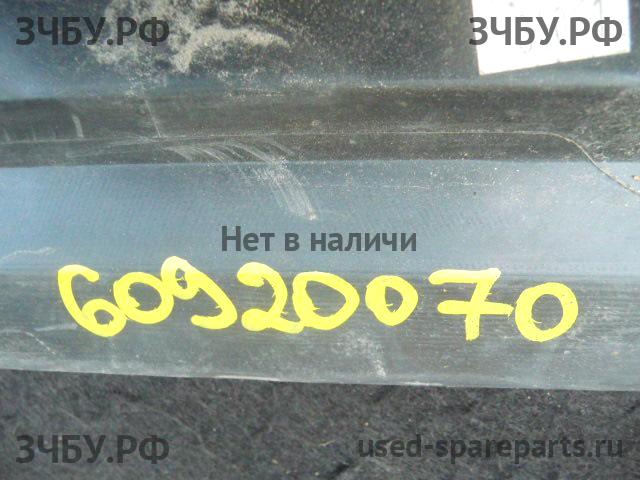 ЗЧБУ.РФ ЗЧБУ.РФ
Нет в наличи
60920070
ЗЧБУ.РФ used-spareparts.ru